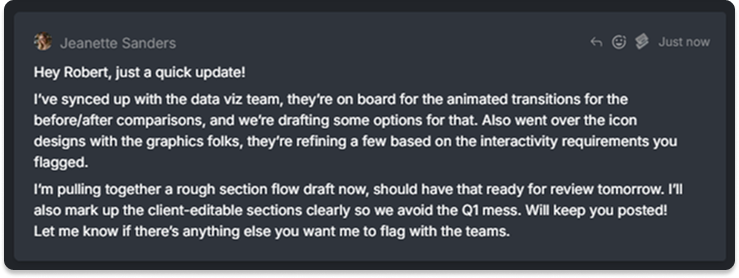 Jeanette Sanders
Just now
Hey Robert, just a quick update!
I've synced up with the data viz team, they're on board for the animated transitions for the
before/after comparisons, and we're drafting some options for that. Also went over the icon
designs with the graphics folks, they're refining a few based on the interactivity requirements you
flagged.
I'm pulling together a rough section flow draft now, should have that ready for review tomorrow. I'll
also mark up the client-editable sections clearly so we avoid the Q1 mess. Will keep you posted!
Let me know if there's anything else you want me to flag with the teams.